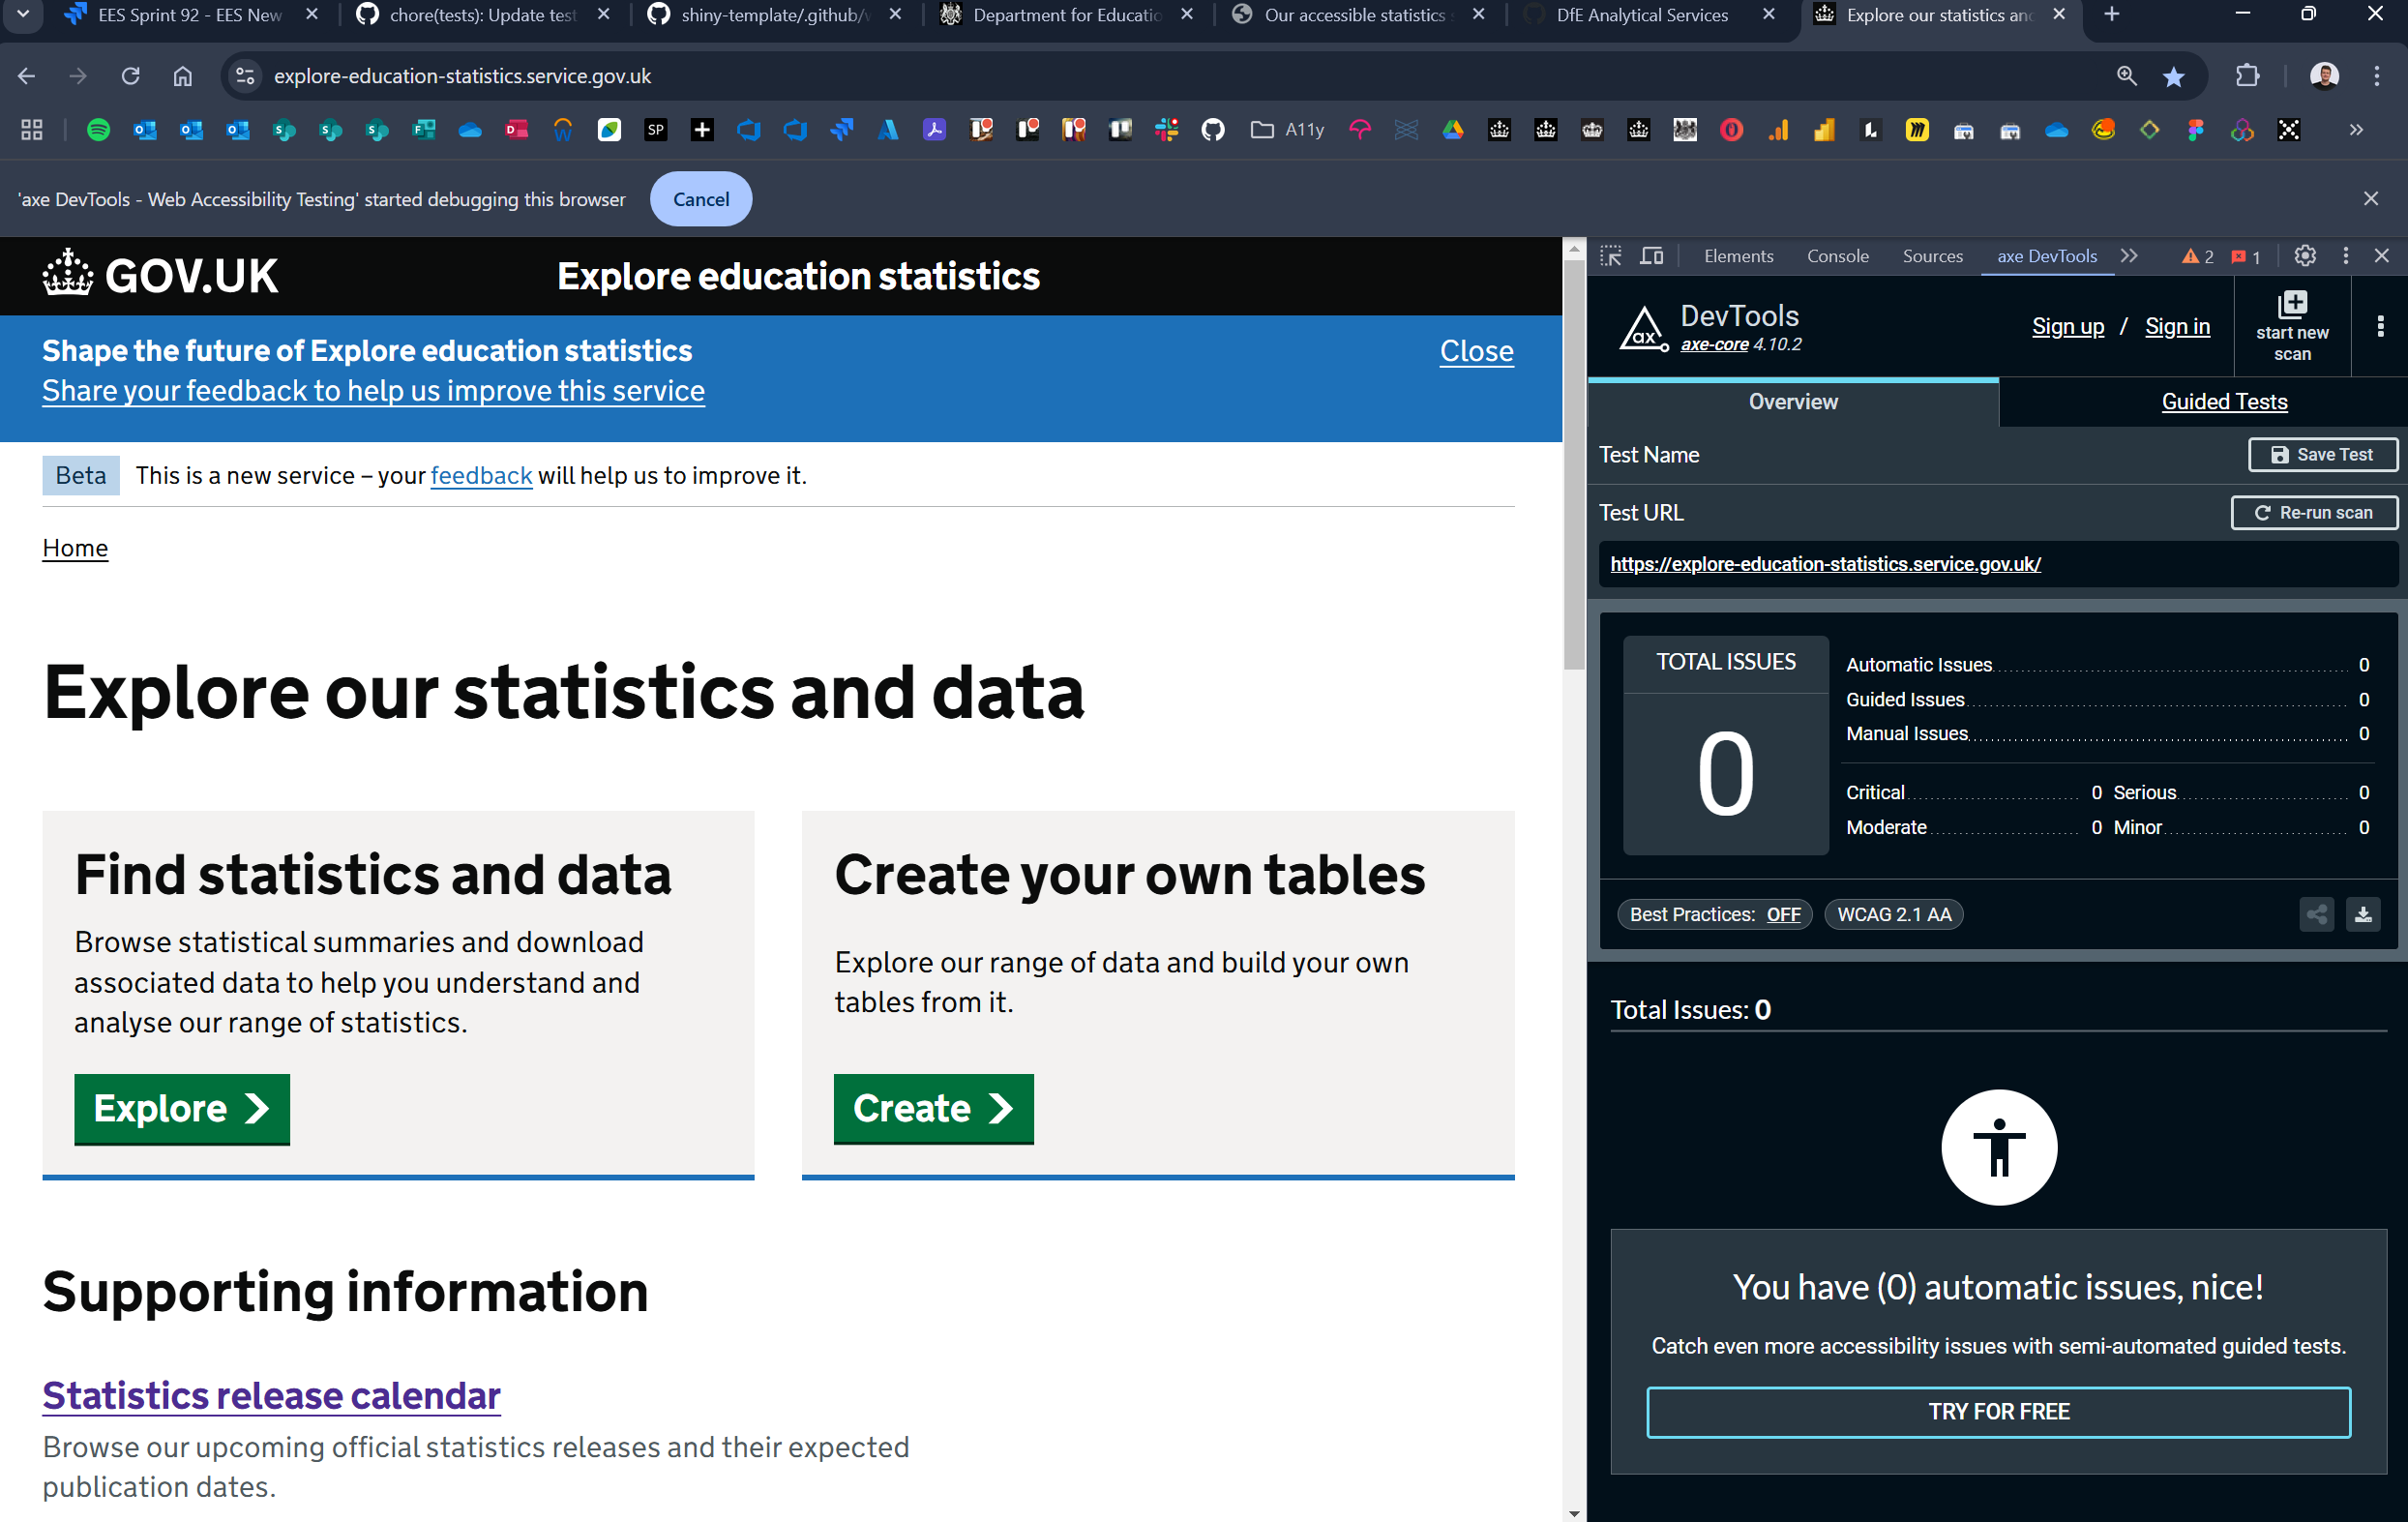 EES Sprint 92 - EES New
chore(tests): Update test
shiny-template/.github/
Department for Educatio
Our accessible statistics
DfE Analytical Services
Explore our statistics and
explore-education-statistics.service.gov.uk
SP
A11y
'axe DevTools - Web Accessibility Testing' started debugging this browser
Cancel
GOV.UK
Explore education statistics
Shape the future of Explore education statistics
Close
Share your feedback to help us improve this service
Beta
This is a new service – your feedback will help us to improve it.
Home
Explore our statistics and data
Find statistics and data
Browse statistical summaries and download
associated data to help you understand and
analyse our range of statistics.
Explore
Create your own tables
Explore our range of data and build your own
tables from it.
Create
Supporting information
Statistics release calendar
Browse our upcoming official statistics releases and their expected
publication dates.
Elements
Console
Sources
axe DevTools
2
1
ax
DevTools
axe-core 4.10.2
Sign up / Sign in
start new
scan
Overview
Guided Tests
Test Name
Save Test
Test URL
Re-run scan
https://explore-education-statistics.service.gov.uk/
TOTAL ISSUES
0
Automatic Issues 0
Guided Issues 0
Manual Issues 0
Critical 0 Serious 0
Moderate 0 Minor 0
Best Practices: OFF
WCAG 2.1 AA
Total Issues: 0
You have (0) automatic issues, nice!
Catch even more accessibility issues with semi-automated guided tests.
TRY FOR FREE